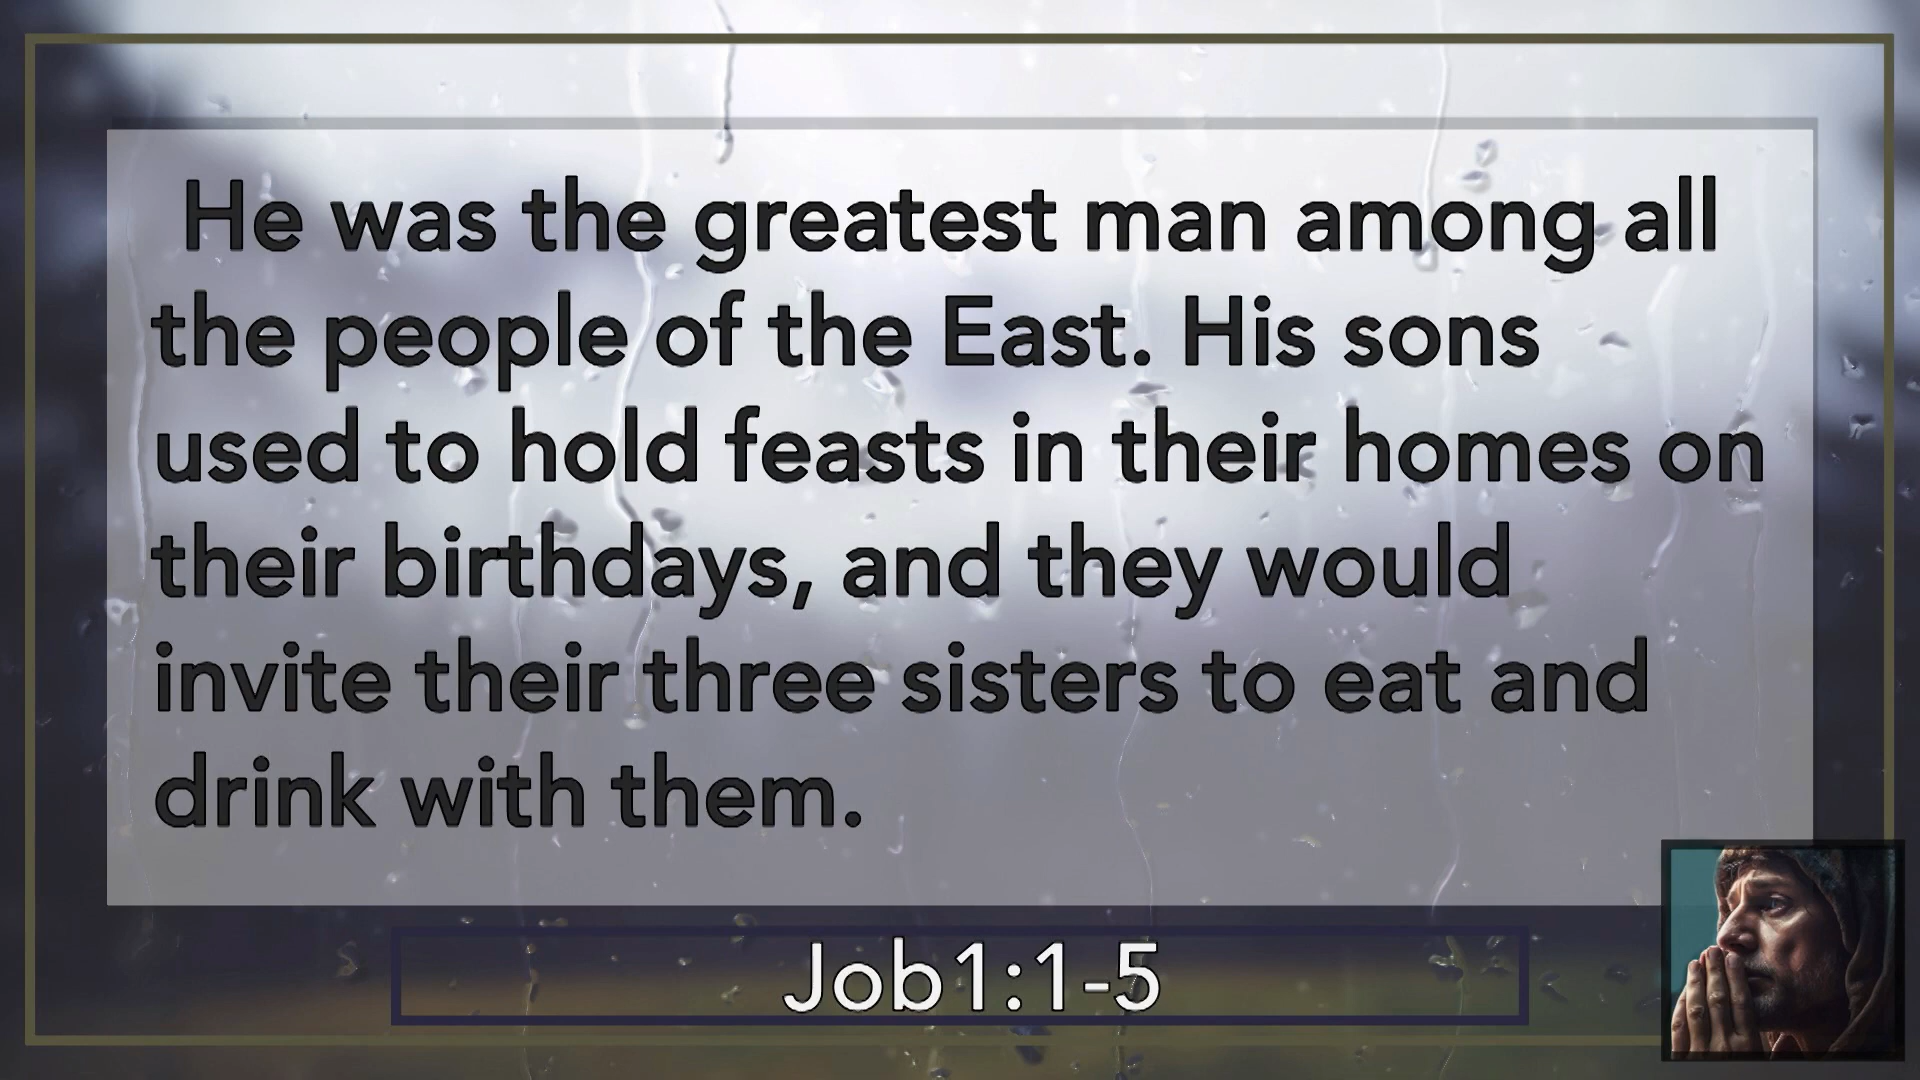 He was the greatest man among all
the people of the East. His sons
used to hold feasts in their homes on
their birthdays, and they would
invite their three sisters to eat and
drink with them.
Job1:1-5